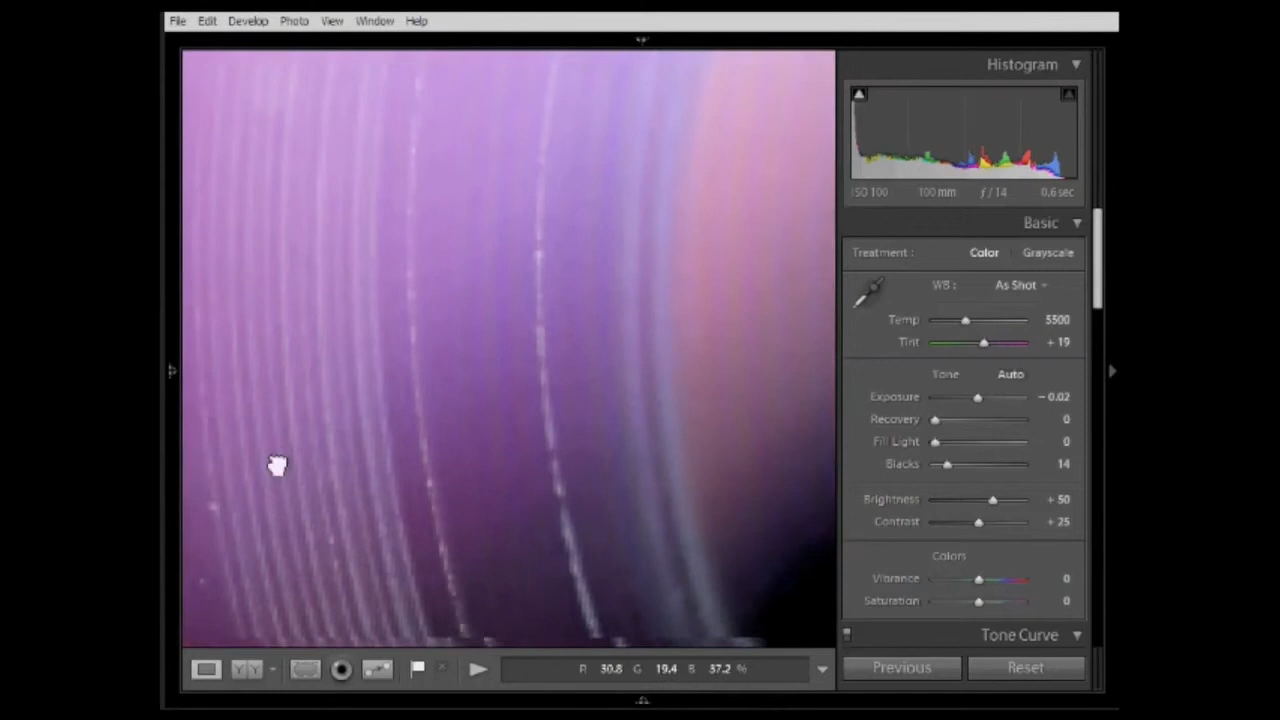 File Edit Develop Photo View Window Help
Histogram
ISO 100 100 mm ƒ / 14 0.6 sec
Basic
Treatment : Color Grayscale
WB : As Shot
Temp 5500
Tint + 19
Tone Auto
Exposure − 0.02
Recovery 0
Fill Light 0
Blacks 14
Brightness + 50
Contrast + 25
Colors
Vibrance 0
Saturation 0
Tone Curve
R 30.8 G 19.4 B 37.2 %
Previous Reset